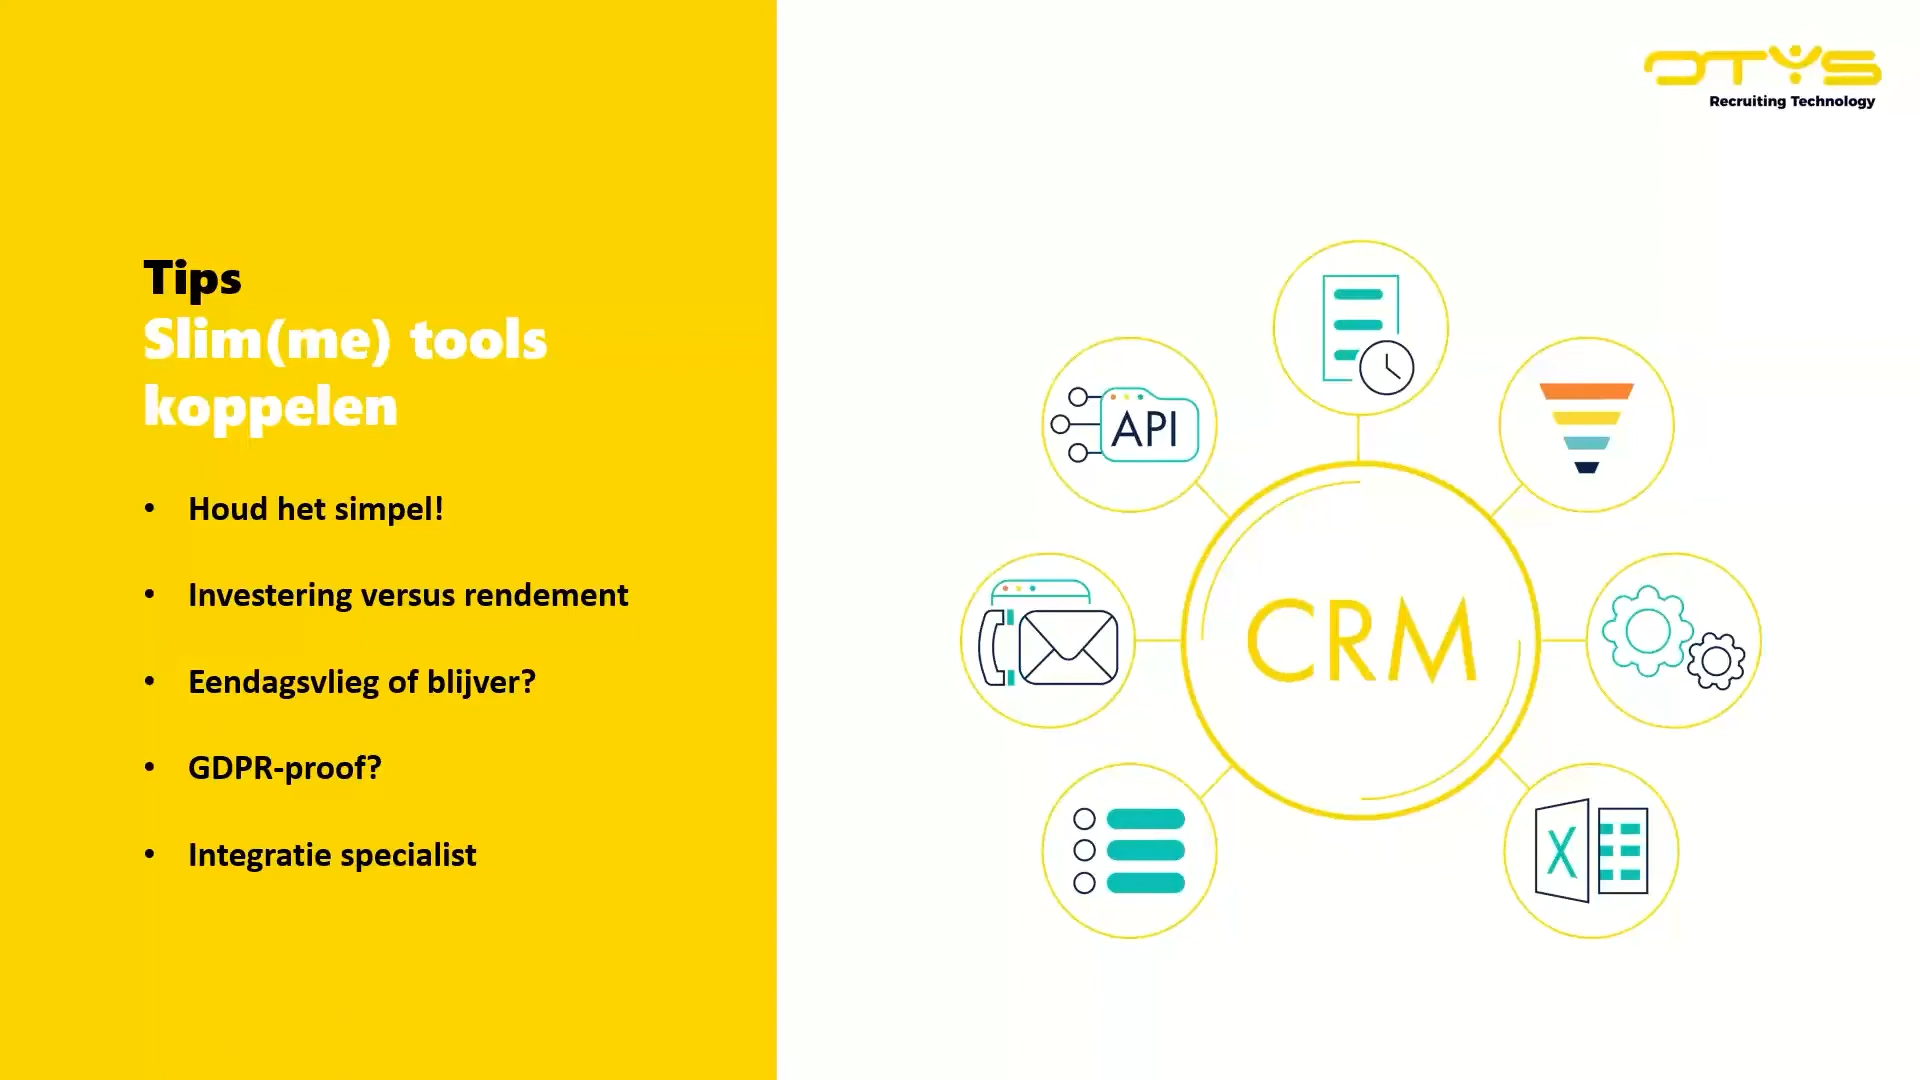 OTYS
Recruiting Technology
Tips
Slim(me) tools
koppelen
• Houd het simpel!
• Investering versus rendement
• Eendagsvlieg of blijver?
• GDPR-proof?
• Integratie specialist
API
CRM
X